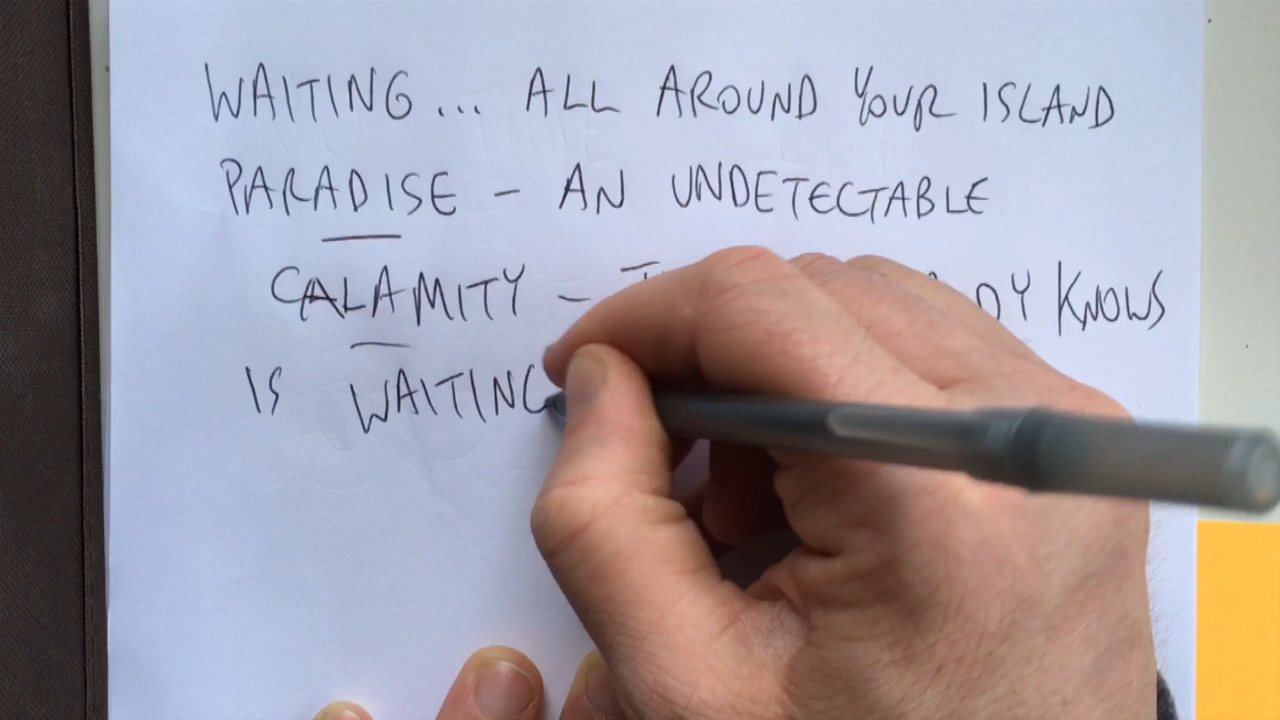 WAITING... ALL AROUND YOUR ISLAND
PARADISE - AN UNDETECTABLE
CALAMITY - KNOWS
IS WAITING